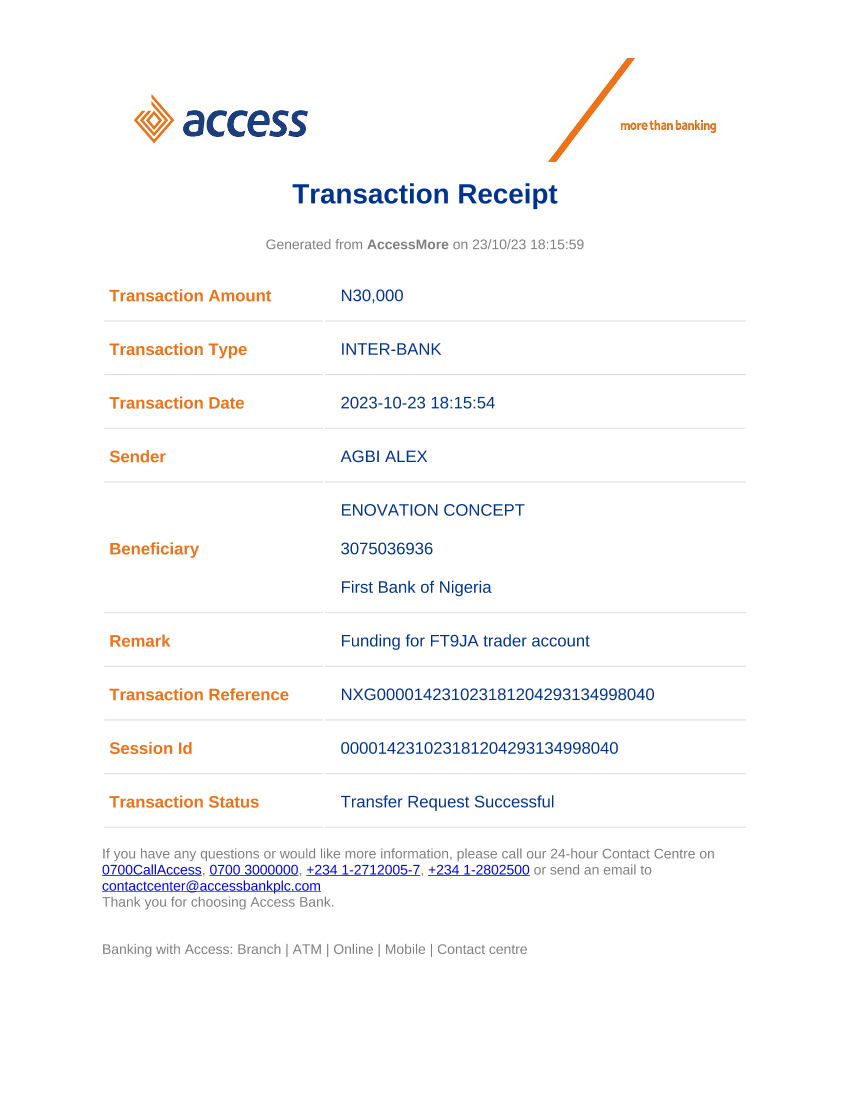 access
more than banking
Transaction Receipt
Generated from AccessMore on 23/10/23 18:15:59
Transaction Amount N30,000
Transaction Type INTER-BANK
Transaction Date 2023-10-23 18:15:54
Sender AGBI ALEX
Beneficiary
ENOVATION CONCEPT
3075036936
First Bank of Nigeria
Remark Funding for FT9JA trader account
Transaction Reference NXG000014231023181204293134998040
Session Id 000014231023181204293134998040
Transaction Status Transfer Request Successful
If you have any questions or would like more information, please call our 24-hour Contact Centre on
0700CallAccess, 0700 3000000, +234 1-2712005-7, +234 1-2802500 or send an email to
contactcenter@accessbankplc.com
Thank you for choosing Access Bank.
Banking with Access: Branch | ATM | Online | Mobile | Contact centre